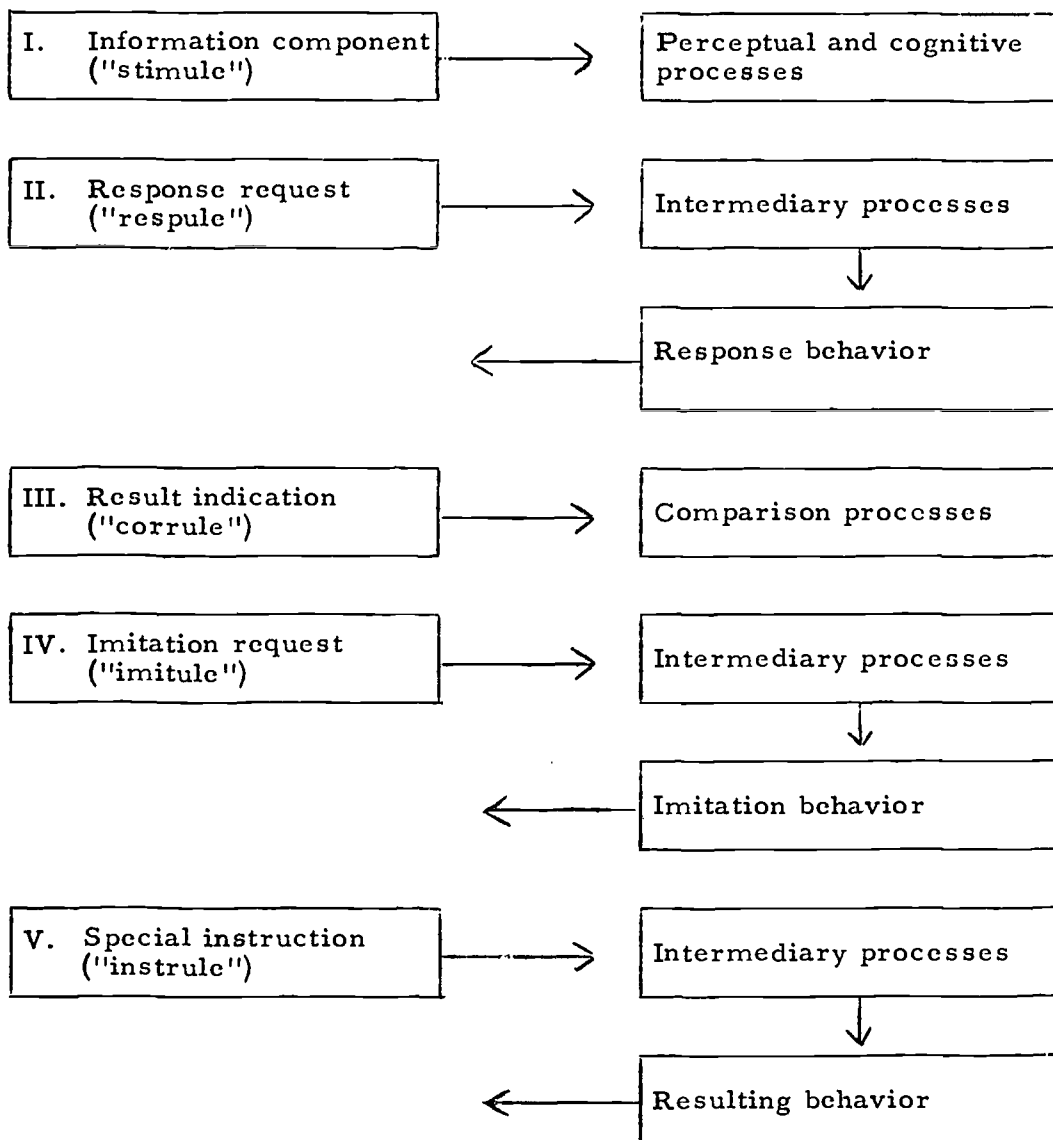 I. Information component
("stimule")
Perceptual and cognitive
processes
II. Response request
("respule")
Intermediary processes
Response behavior
III. Result indication
("corrule")
Comparison processes
IV. Imitation request
("imitule")
Intermediary processes
Imitation behavior
V. Special instruction
("instrule")
Intermediary processes
Resulting behavior